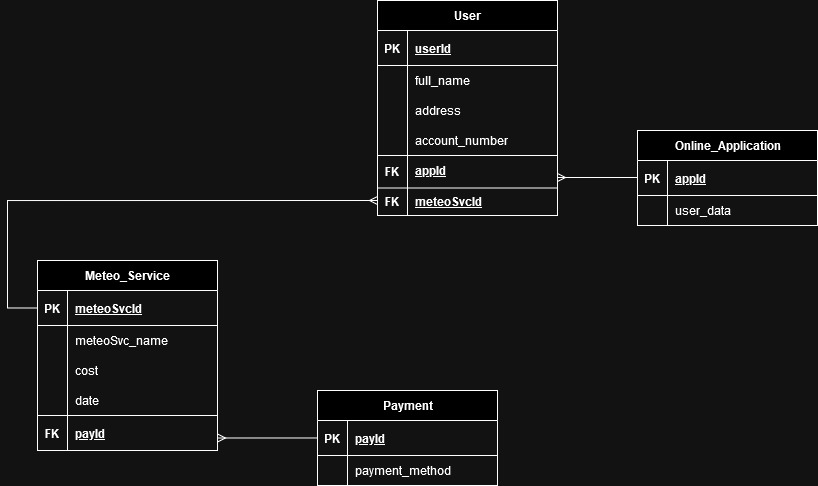 User
PK userId
full_name
address
account_number
FK appId
FK meteoSvcId
Online_Application
PK appId
user_data
Meteo_Service
PK meteoSvcId
meteoSvc_name
cost
date
FK payId
Payment
PK payId
payment_method